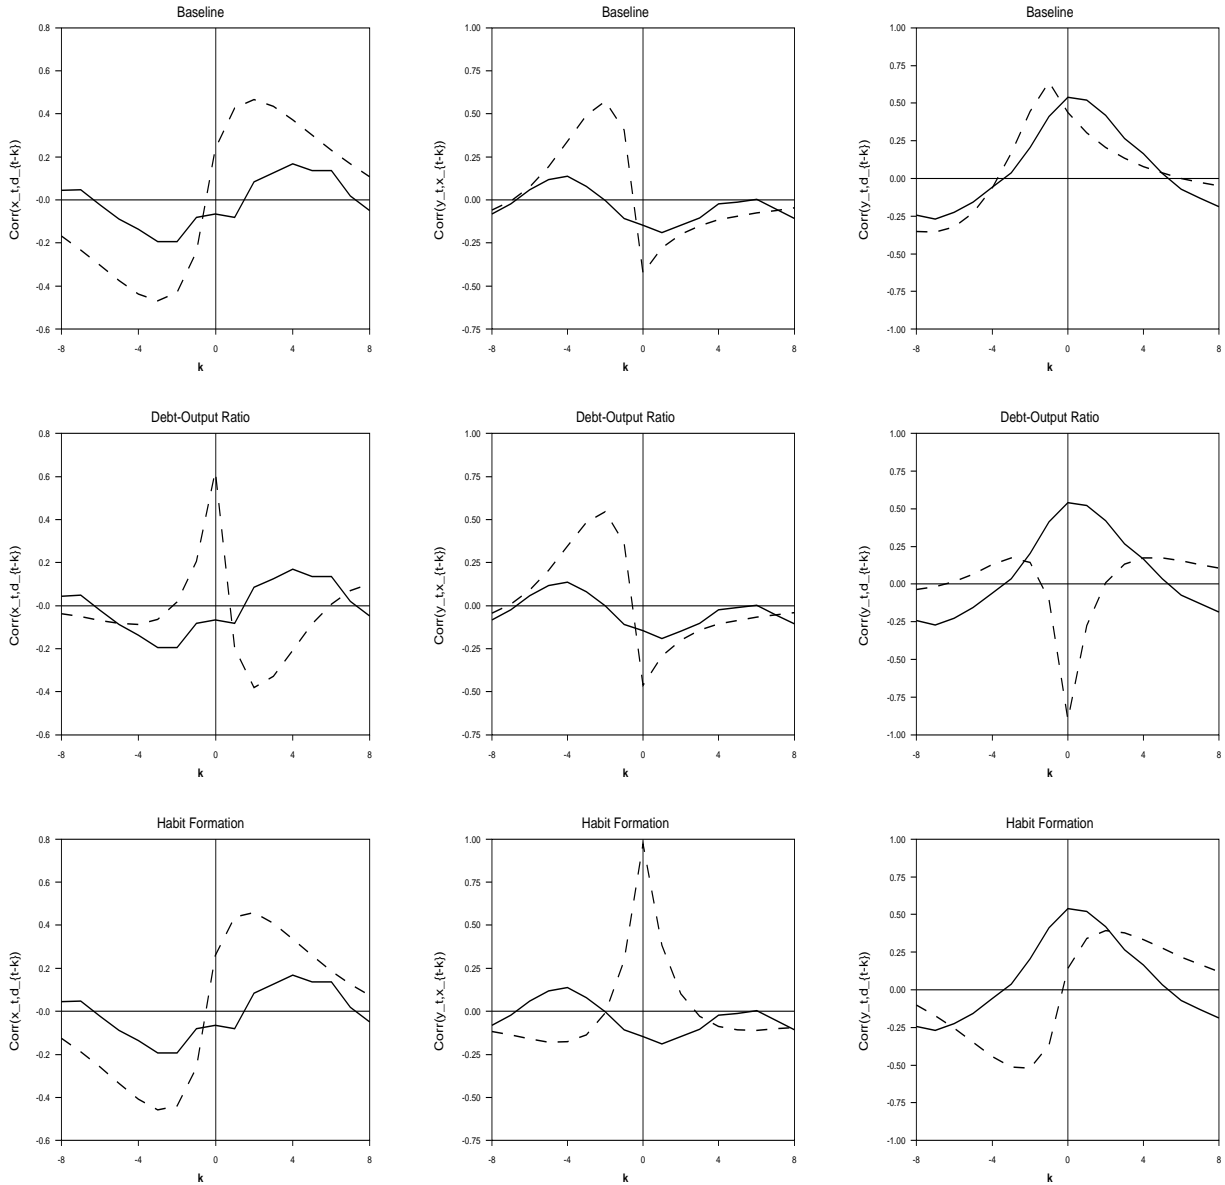 Baseline
0.8
0.6
0.4
0.2
-0.0
-0.2
-0.4
-0.6
Corr(x_t,d_{t-k})
-8 -4 0 4 8
k
Baseline
1.00
0.75
0.50
0.25
0.00
-0.25
-0.50
-0.75
Corr(y_t,x_{t-k})
-8 -4 0 4 8
k
Baseline
1.00
0.75
0.50
0.25
0.00
-0.25
-0.50
-0.75
-1.00
Corr(y_t,d_{t-k})
-8 -4 0 4 8
k
Debt-Output Ratio
0.8
0.6
0.4
0.2
-0.0
-0.2
-0.4
-0.6
Corr(x_t,d_{t-k})
-8 -4 0 4 8
k
Debt-Output Ratio
1.00
0.75
0.50
0.25
0.00
-0.25
-0.50
-0.75
Corr(y_t,x_{t-k})
-8 -4 0 4 8
k
Debt-Output Ratio
1.00
0.75
0.50
0.25
0.00
-0.25
-0.50
-0.75
-1.00
Corr(y_t,d_{t-k})
-8 -4 0 4 8
k
Habit Formation
0.8
0.6
0.4
0.2
-0.0
-0.2
-0.4
-0.6
Corr(x_t,d_{t-k})
-8 -4 0 4 8
k
Habit Formation
1.00
0.75
0.50
0.25
0.00
-0.25
-0.50
-0.75
Corr(y_t,x_{t-k})
-8 -4 0 4 8
k
Habit Formation
1.00
0.75
0.50
0.25
0.00
-0.25
-0.50
-0.75
-1.00
Corr(y_t,d_{t-k})
-8 -4 0 4 8
k